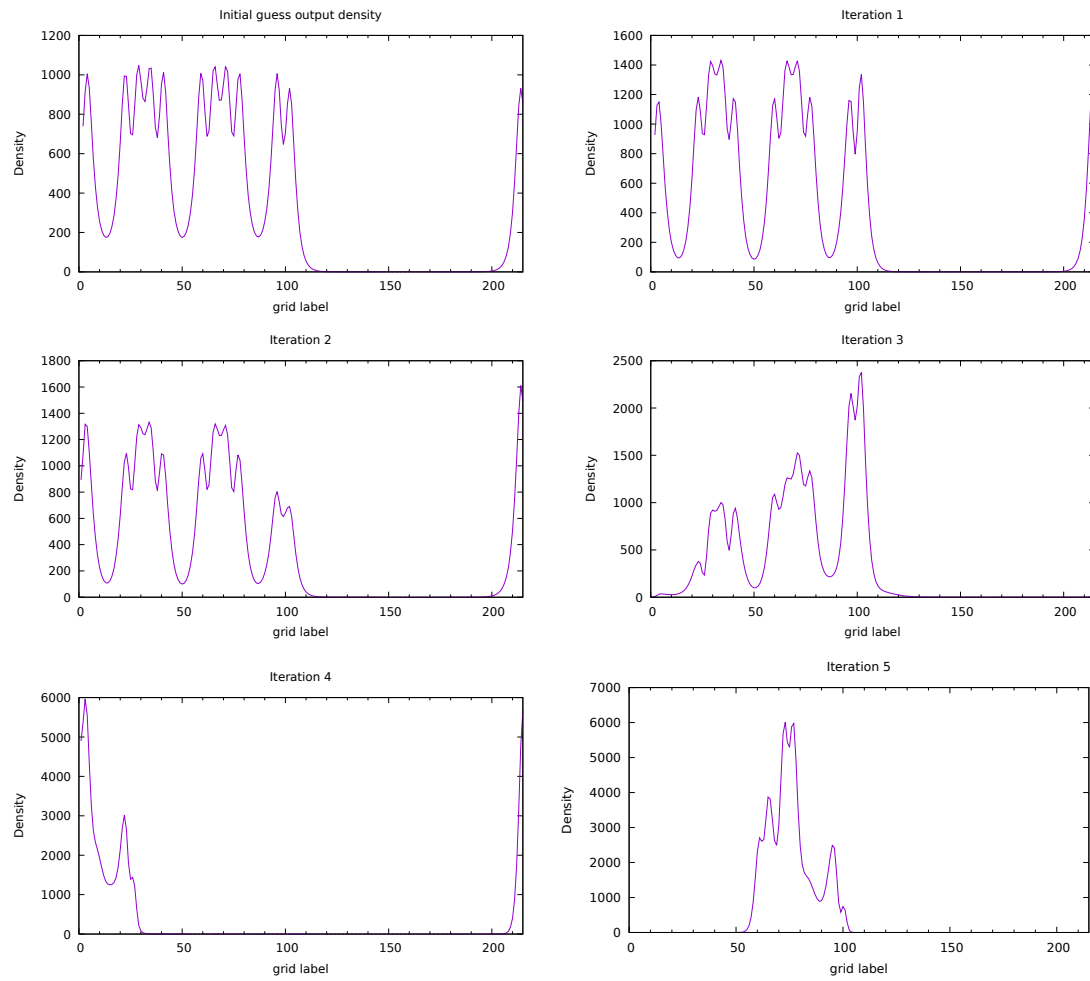 Initial guess output density
1200
1000
800
600
400
200
0
0 50 100 150 200
Density
grid label
Iteration 1
1600
1400
1200
1000
800
600
400
200
0
0 50 100 150 200
Density
grid label
Iteration 2
1800
1600
1400
1200
1000
800
600
400
200
0
0 50 100 150 200
Density
grid label
Iteration 3
2500
2000
1500
1000
500
0
0 50 100 150 200
Density
grid label
Iteration 4
6000
5000
4000
3000
2000
1000
0
0 50 100 150 200
Density
grid label
Iteration 5
7000
6000
5000
4000
3000
2000
1000
0
0 50 100 150 200
Density
grid label